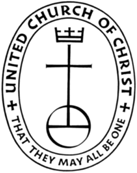 UNITED CHURCH OF CHRIST
THAT THEY MAY ALL BE ONE